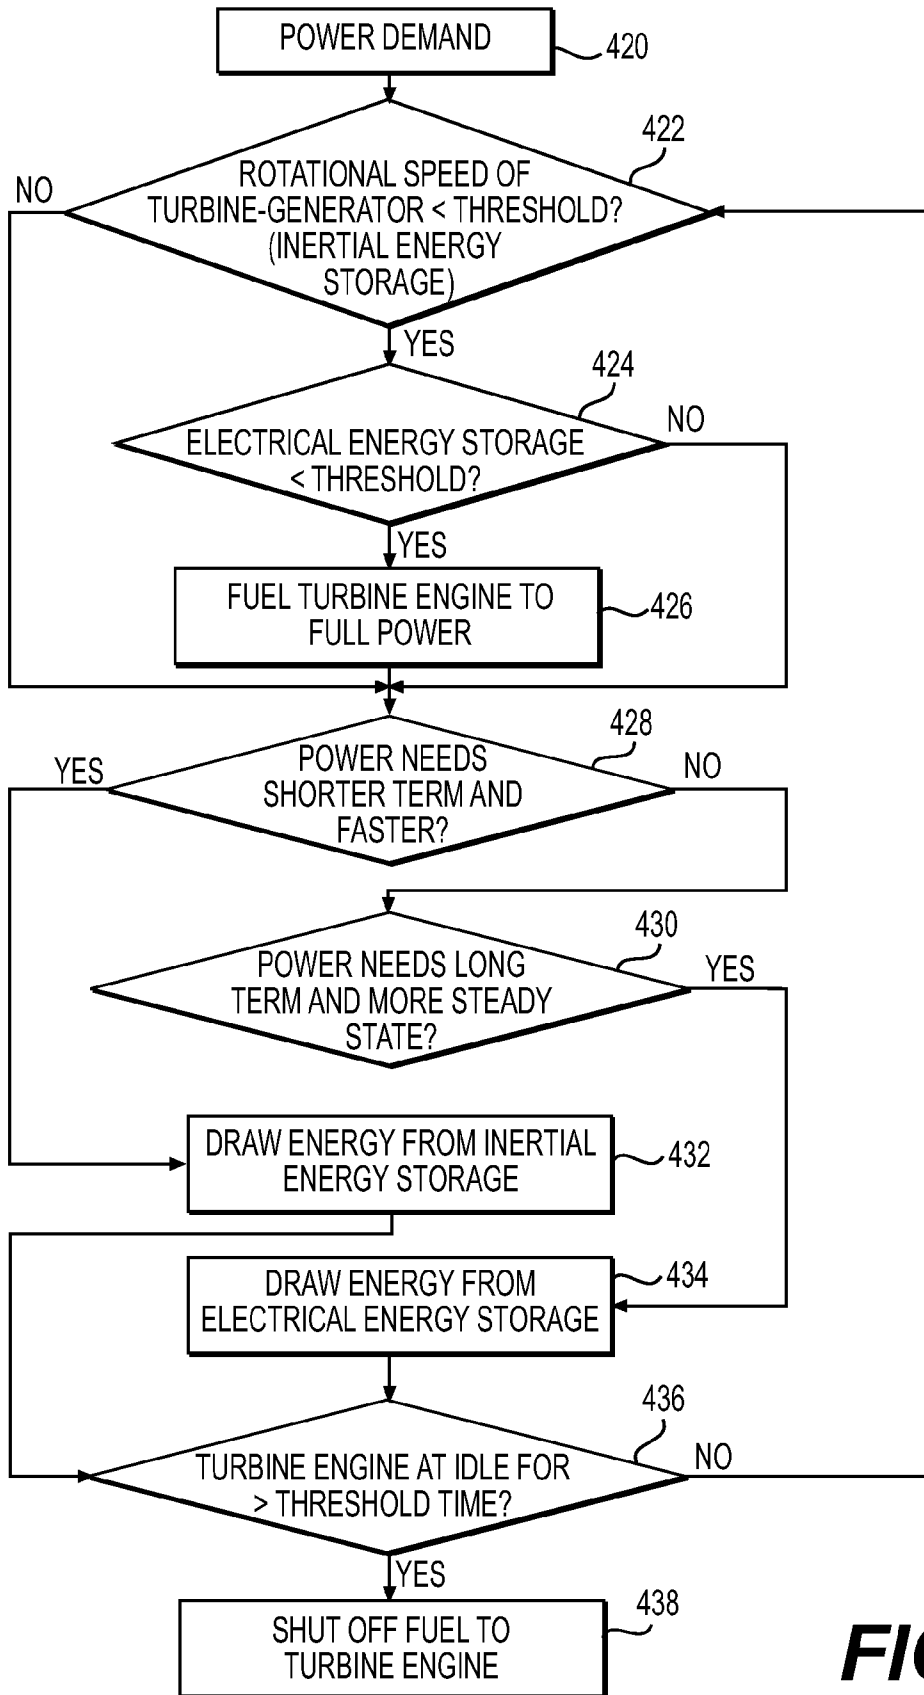 POWER DEMAND
420
422
ROTATIONAL SPEED OF
TURBINE-GENERATOR < THRESHOLD?
(INERTIAL ENERGY
STORAGE)
NO
YES
424
ELECTRICAL ENERGY STORAGE
< THRESHOLD?
NO
YES
FUEL TURBINE ENGINE TO
FULL POWER
426
428
POWER NEEDS
SHORTER TERM AND
FASTER?
YES
NO
430
POWER NEEDS LONG
TERM AND MORE STEADY
STATE?
YES
DRAW ENERGY FROM INERTIAL
ENERGY STORAGE
432
DRAW ENERGY FROM
ELECTRICAL ENERGY STORAGE
434
436
TURBINE ENGINE AT IDLE FOR
> THRESHOLD TIME?
NO
YES
SHUT OFF FUEL TO
TURBINE ENGINE
438